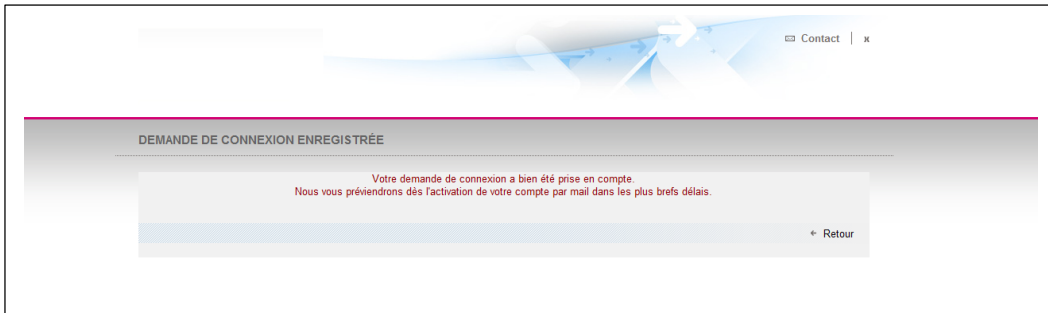 Contact
x
DEMANDE DE CONNEXION ENREGISTRÉE
Votre demande de connexion a bien été prise en compte.
Nous vous préviendrons dès l'activation de votre compte par mail dans les plus brefs délais.
Retour